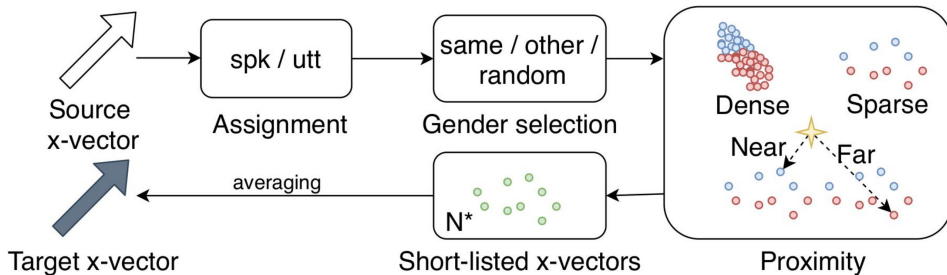 Source
x-vector
spk / utt
Assignment
same / other /
random
Gender selection
Dense
Sparse
Near
Far
Proximity
averaging
N*
Short-listed x-vectors
Target x-vector